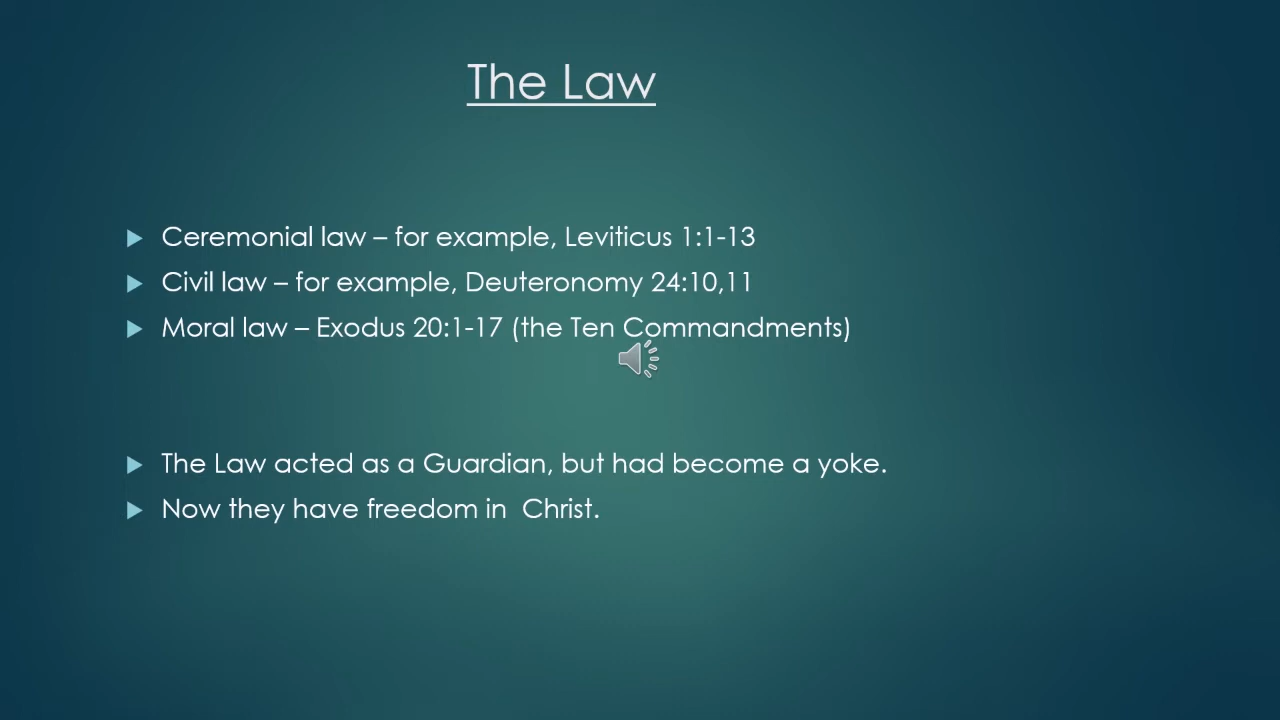 The Law
Ceremonial law – for example, Leviticus 1:1-13
Civil law – for example, Deuteronomy 24:10,11
Moral law – Exodus 20:1-17 (the Ten Commandments)
The Law acted as a Guardian, but had become a yoke.
Now they have freedom in  Christ.